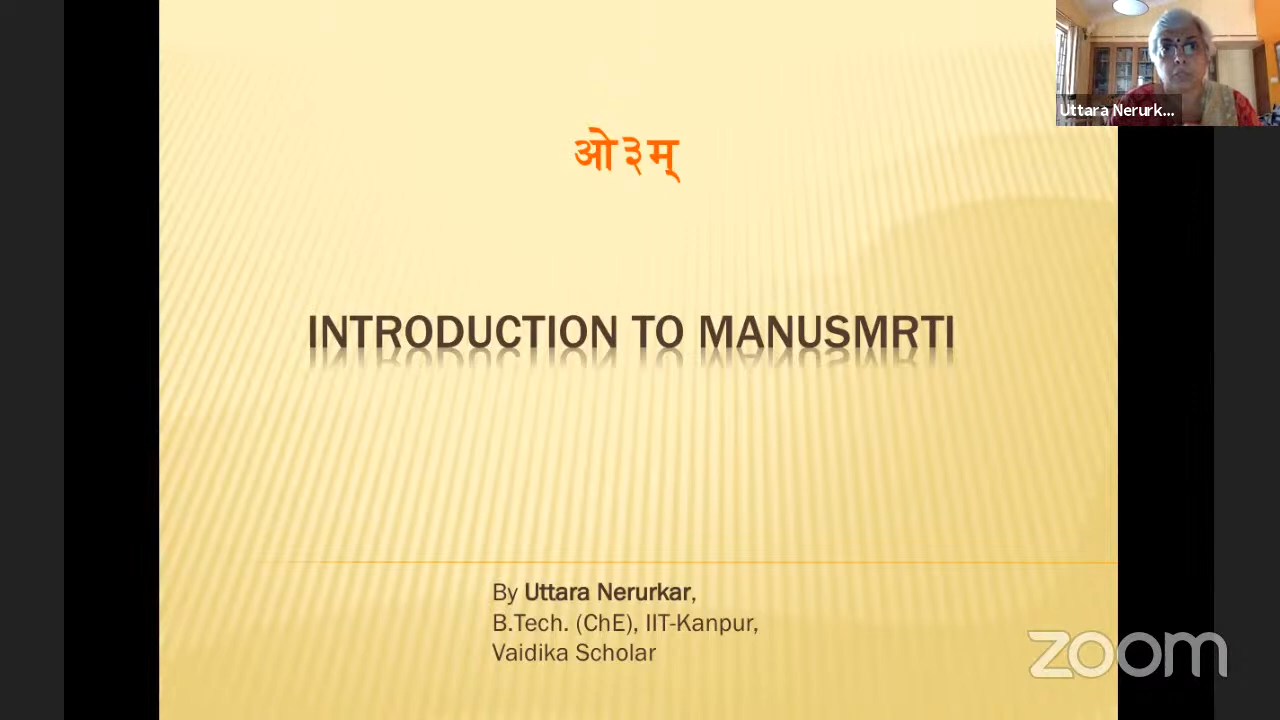 Uttara Nerurk...
ओ३म्
INTRODUCTION TO MANUSMRTI
By Uttara Nerurkar,
B.Tech. (ChE), IIT-Kanpur,
Vaidika Scholar
zoom